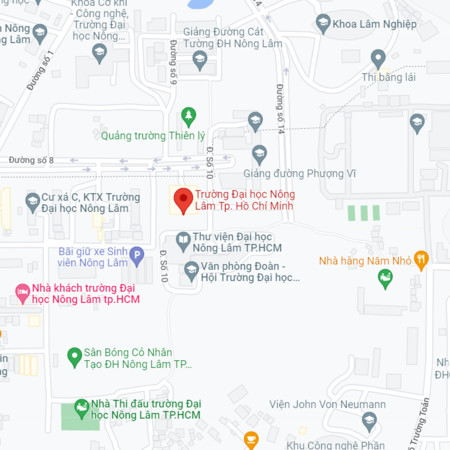 Khoa Cơ khí
- Công nghệ,
Trường Đại
học Nông...
n Nông
âm
Đường số 1
Đường số 9
Giảng Đường Cát
Tường ĐH Nông Lâm
Khoa Lâm Nghiệp
Thi bằng lái
Quảng trường Thiên lý
Đường số 14
Đường số 8
Đ. Số 10
Giảng đường Phượng Vĩ
Cư xá C, KTX Trường
Đại học Nông Lâm
Trường Đại học Nông
Lâm Tp. Hồ Chí Minh
Thư viện Đại học
Nông Lâm TP.HCM
Bãi giữ xe Sinh
viên Nông Lâm
Đ. Số 10
Văn phòng Đoàn -
Hội Trường Đại học...
Nhà hàng Năm Nhỏ
Nhà khách trường Đại
học Nông Lâm tp.HCM
Sân Bóng Cỏ Nhân
Tạo ĐH Nông Lâm TP...
in
ng
N
ĐH
Nhà Thi đấu trường Đại
học Nông Lâm TP.HCM
Viện John Von Neumann
Trường Toán
Khu Công nghệ Phần